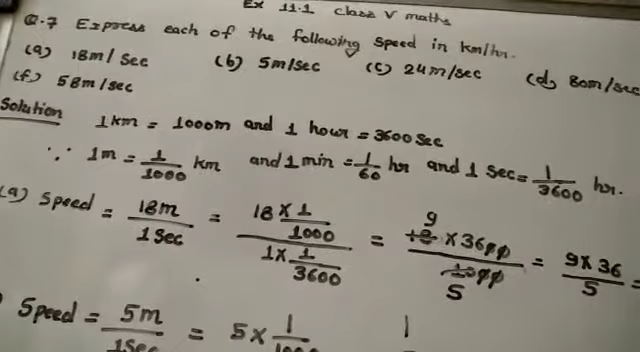 Ex 11.1 class V maths
Q.7 Express each of the following speed in km/hr.
(a) 18m/sec (b) 5m/sec (c) 24m/sec (d) 80m/sec
(f) 58m/sec
Solution 1km = 1000m and 1 hour = 3600 Sec
∵ 1m = 1/1000 km and 1 min = 1/60 hr and 1 Sec = 1/3600 hr.
(a) Speed = 18m/1Sec = (18 × 1/1000)/(1 × 1/3600) = 9 18 × 3600/1000 5 = 9 × 36/5 =
Speed = 5m/1Sec = 5 × 1/1000 1